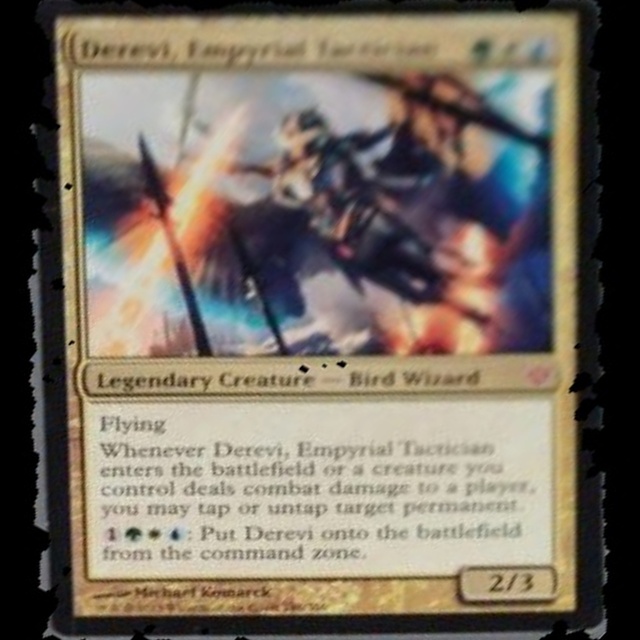 Derevi, Empyrial Tactician
Legendary Creature — Bird Wizard
Flying
Whenever Derevi, Empyrial Tactician
enters the battlefield or a creature you
control deals combat damage to a player,
you may tap or untap target permanent.
1 : Put Derevi onto the battlefield
from the command zone.
2/3
Michael Komarck